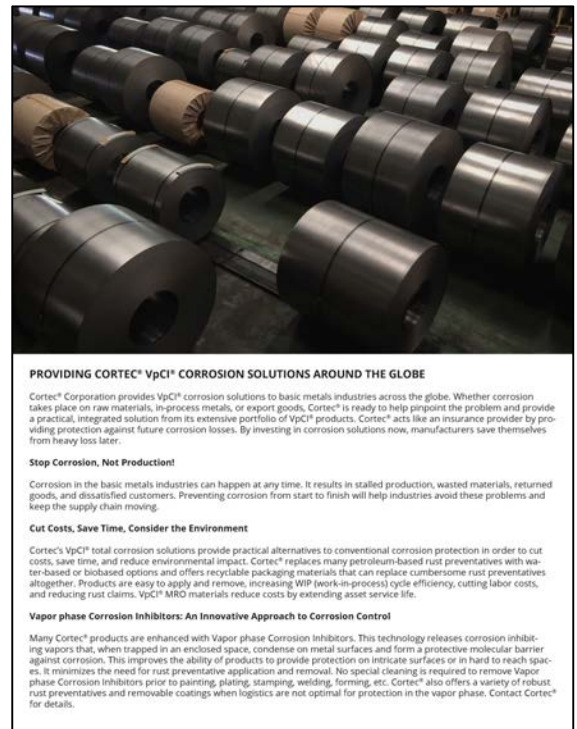 PROVIDING CORTEC® VpCI® CORROSION SOLUTIONS AROUND THE GLOBE
Cortec® Corporation provides VpCI® corrosion solutions to basic metals industries across the globe. Whether corrosion
takes place on raw materials, in-process metals, or export goods, Cortec® is ready to help pinpoint the problem and provide
a practical, integrated solution from its extensive portfolio of VpCI® products. Cortec® acts like an insurance provider by pro-
viding protection against future corrosion losses. By investing in corrosion solutions now, manufacturers save themselves
from heavy loss later.
Stop Corrosion, Not Production!
Corrosion in the basic metals industries can happen at any time. It results in stalled production, wasted materials, returned
goods, and dissatisfied customers. Preventing corrosion from start to finish will help industries avoid these problems and
keep the supply chain moving.
Cut Costs, Save Time, Consider the Environment
Cortec's VpCI® total corrosion solutions provide practical alternatives to conventional corrosion protection in order to cut
costs, save time, and reduce environmental impact. Cortec® replaces many petroleum-based rust preventatives with wa-
ter-based or biobased options and offers recyclable packaging materials that can replace cumbersome rust preventatives
altogether. Products are easy to apply and remove, increasing WIP (work-in-process) cycle efficiency, cutting labor costs,
and reducing rust claims. VpCI® MRO materials reduce costs by extending asset service life.
Vapor phase Corrosion Inhibitors: An Innovative Approach to Corrosion Control
Many Cortec® products are enhanced with Vapor phase Corrosion Inhibitors. This technology releases corrosion inhibit-
ing vapors that, when trapped in an enclosed space, condense on metal surfaces and form a protective molecular barrier
against corrosion. This improves the ability of products to provide protection on intricate surfaces or in hard to reach spac-
es. It minimizes the need for rust preventative application and removal. No special cleaning is required to remove Vapor
phase Corrosion Inhibitors prior to painting, plating, stamping, welding, forming, etc. Cortec® also offers a variety of robust
rust preventatives and removable coatings when logistics are not optimal for protection in the vapor phase. Contact Cortec®
for details.